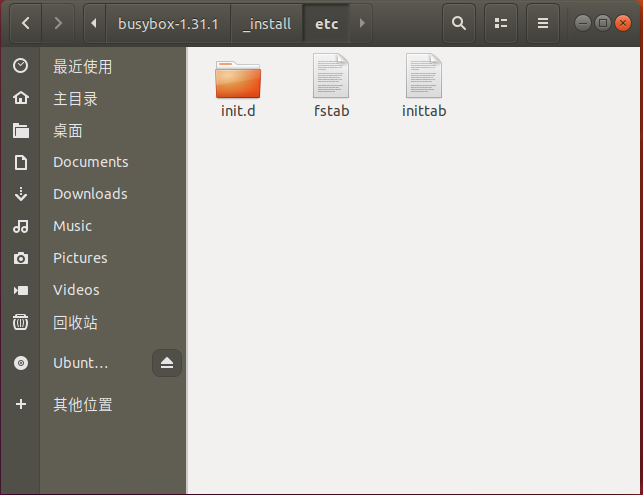 busybox-1.31.1 _install etc
最近使用
主目录
桌面
Documents
Downloads
Music
Pictures
Videos
回收站
Ubunt...
其他位置
init.d fstab inittab